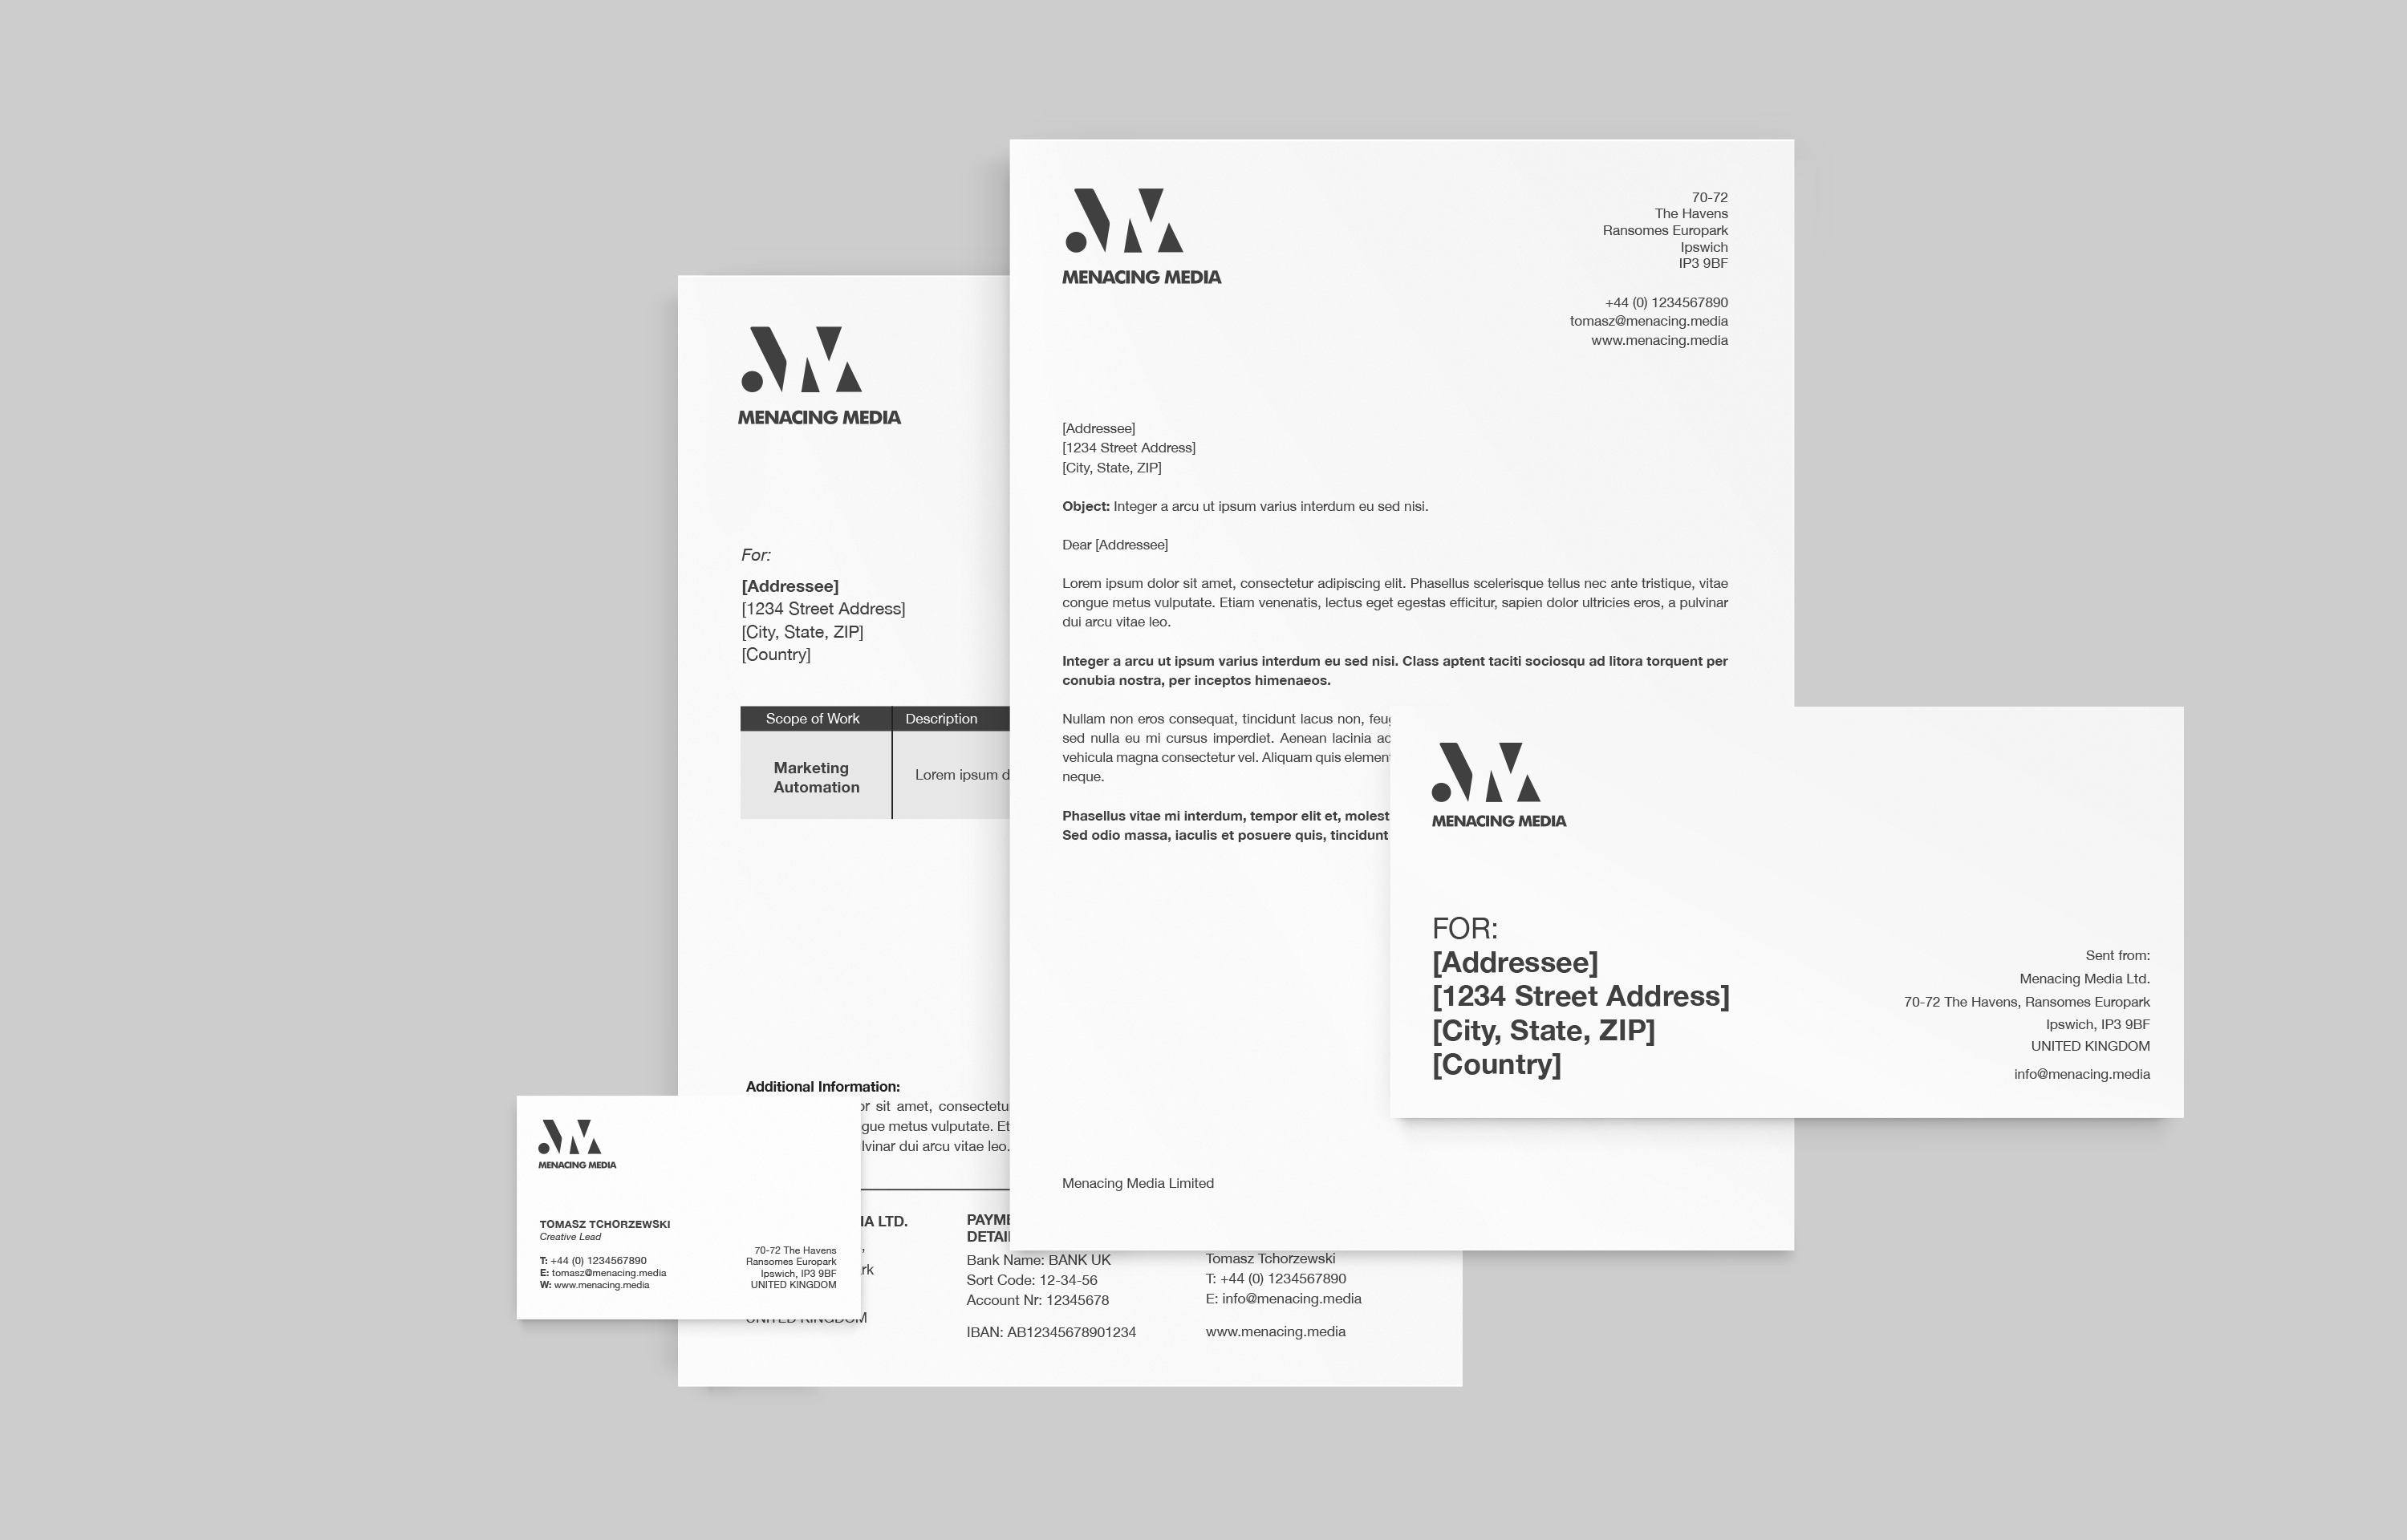 MENACING MEDIA
70-72
The Havens
Ransomes Europark
Ipswich
IP3 9BF
+44 (0) 1234567890
tomasz@menacing.media
www.menacing.media
[Addressee]
[1234 Street Address]
[City, State, ZIP]
Object: Integer a arcu ut ipsum varius interdum eu sed nisi.
Dear [Addressee]
Lorem ipsum dolor sit amet, consectetur adipiscing elit. Phasellus scelerisque tellus nec ante tristique, vitae
congue metus vulputate. Etiam venenatis, lectus eget egestas efficitur, sapien dolor ultricies eros, a pulvinar
dui arcu vitae leo.
Integer a arcu ut ipsum varius interdum eu sed nisi. Class aptent taciti sociosqu ad litora torquent per
conubia nostra, per inceptos himenaeos.
Nullam non eros consequat, tincidunt lacus non,
sed nulla eu mi cursus imperdiet. Aenean lacinia
vehicula magna consectetur vel. Aliquam quis
neque.
Phasellus vitae mi interdum, tempor elit et,
Sed odio massa, iaculis et posuere quis, tincidunt
Menacing Media Limited
MENACING MEDIA
For:
[Addressee]
[1234 Street Address]
[City, State, ZIP]
[Country]
Scope of Work Description
Marketing
Automation
Lorem ipsum
Additional Information:
sit amet,
metus vulputate.
dui arcu vitae leo.
LTD.
UNITED KINGDOM
Bank Name: BANK UK
Sort Code: 12-34-56
Account Nr: 12345678
IBAN: AB12345678901234
Tomasz Tchorzewski
T: +44 (0) 1234567890
E: info@menacing.media
www.menacing.media
MENACING MEDIA
FOR:
[Addressee]
[1234 Street Address]
[City, State, ZIP]
[Country]
Sent from:
Menacing Media Ltd.
70-72 The Havens, Ransomes Europark
Ipswich, IP3 9BF
UNITED KINGDOM
info@menacing.media
MENACING MEDIA
TOMASZ TCHORZEWSKI
Creative Lead
T: +44 (0) 1234567890
E: tomasz@menacing.media
W: www.menacing.media
70-72 The Havens
Ransomes Europark
Ipswich, IP3 9BF
UNITED KINGDOM